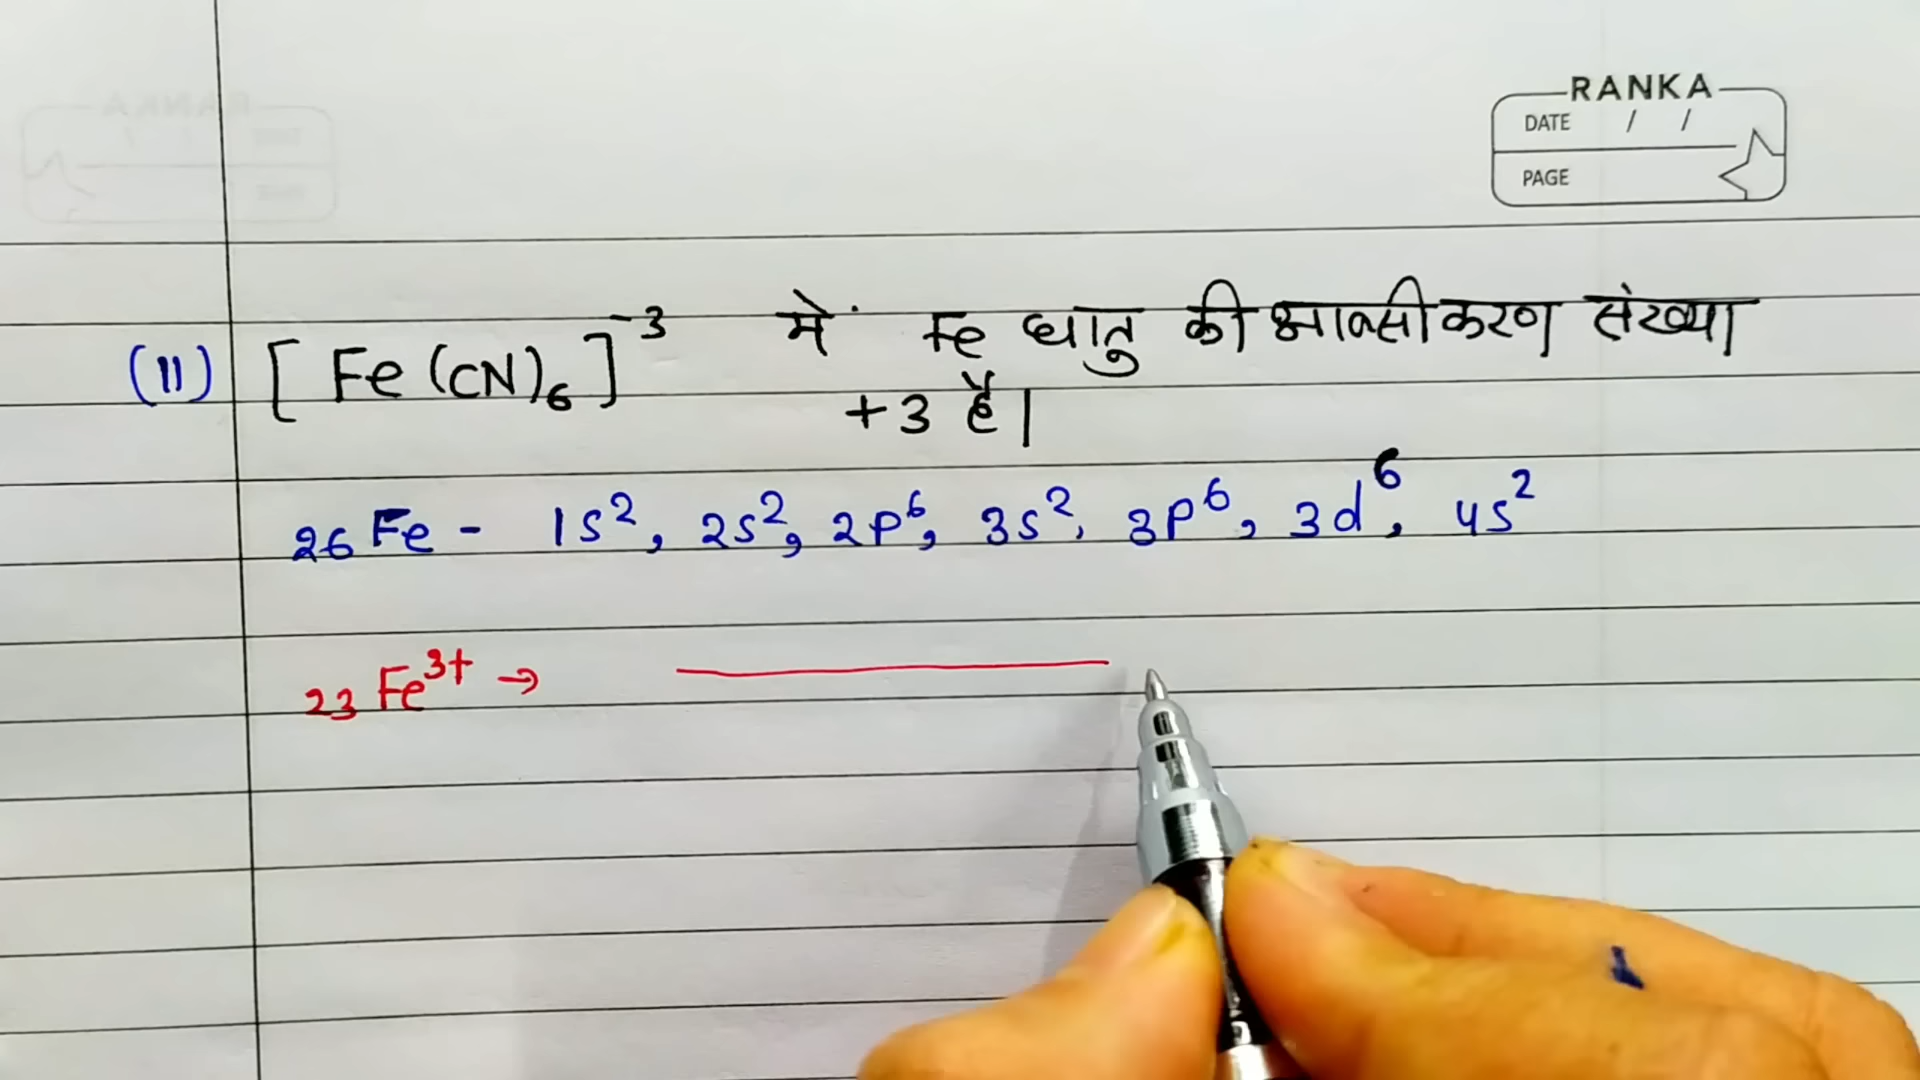 RANKA
DATE / /
PAGE
(II) [Fe(CN)₆]⁻³ में Fe धातु की आक्सीकरण संख्या
+3 है।
₂₆Fe - 1s², 2s², 2p⁶, 3s², 3p⁶, 3d⁶, 4s²
₂₃Fe³⁺ →